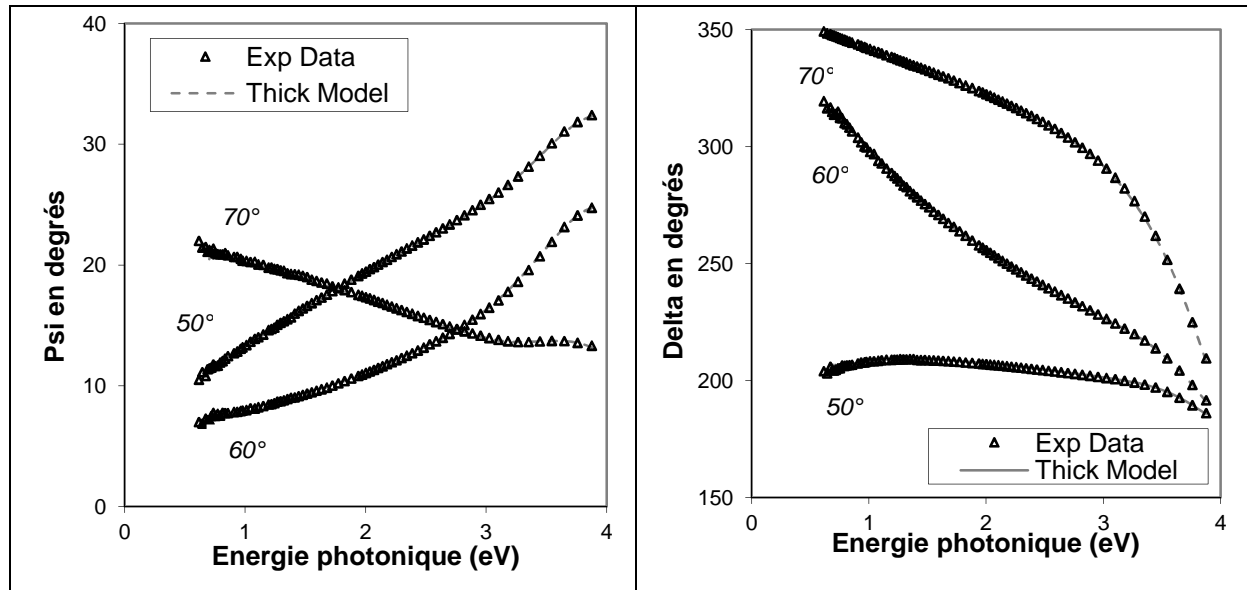 40
30
20
10
0
Psi en degrés
Exp Data
Thick Model
70°
50°
60°
0 1 2 3 4
Energie photonique (eV)
350
300
250
200
150
Delta en degrés
70°
60°
50°
Exp Data
Thick Model
0 1 2 3 4
Energie photonique (eV)